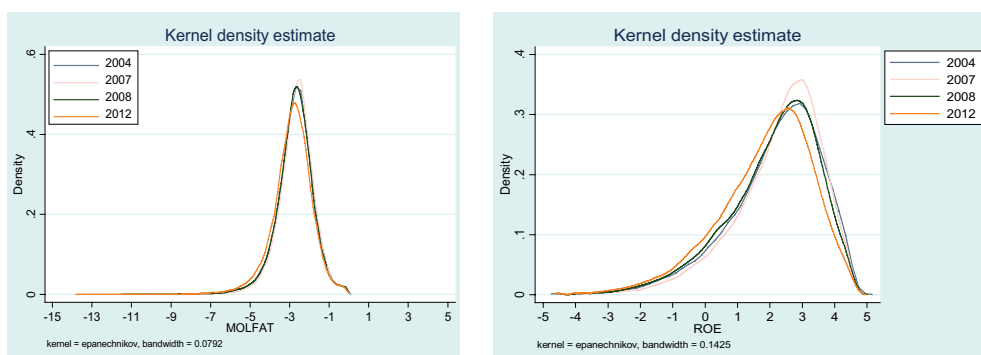 Kernel density estimate
2004
2007
2008
2012
Density
0 .2 .4 .6
-15 -13 -11 -9 -7 -5 -3 -1 1 3 5
MOLFAT
kernel = epanechnikov, bandwidth = 0.0792
Kernel density estimate
2004
2007
2008
2012
Density
0 .1 .2 .3 .4
-5 -4 -3 -2 -1 0 1 2 3 4 5
ROE
kernel = epanechnikov, bandwidth = 0.1425